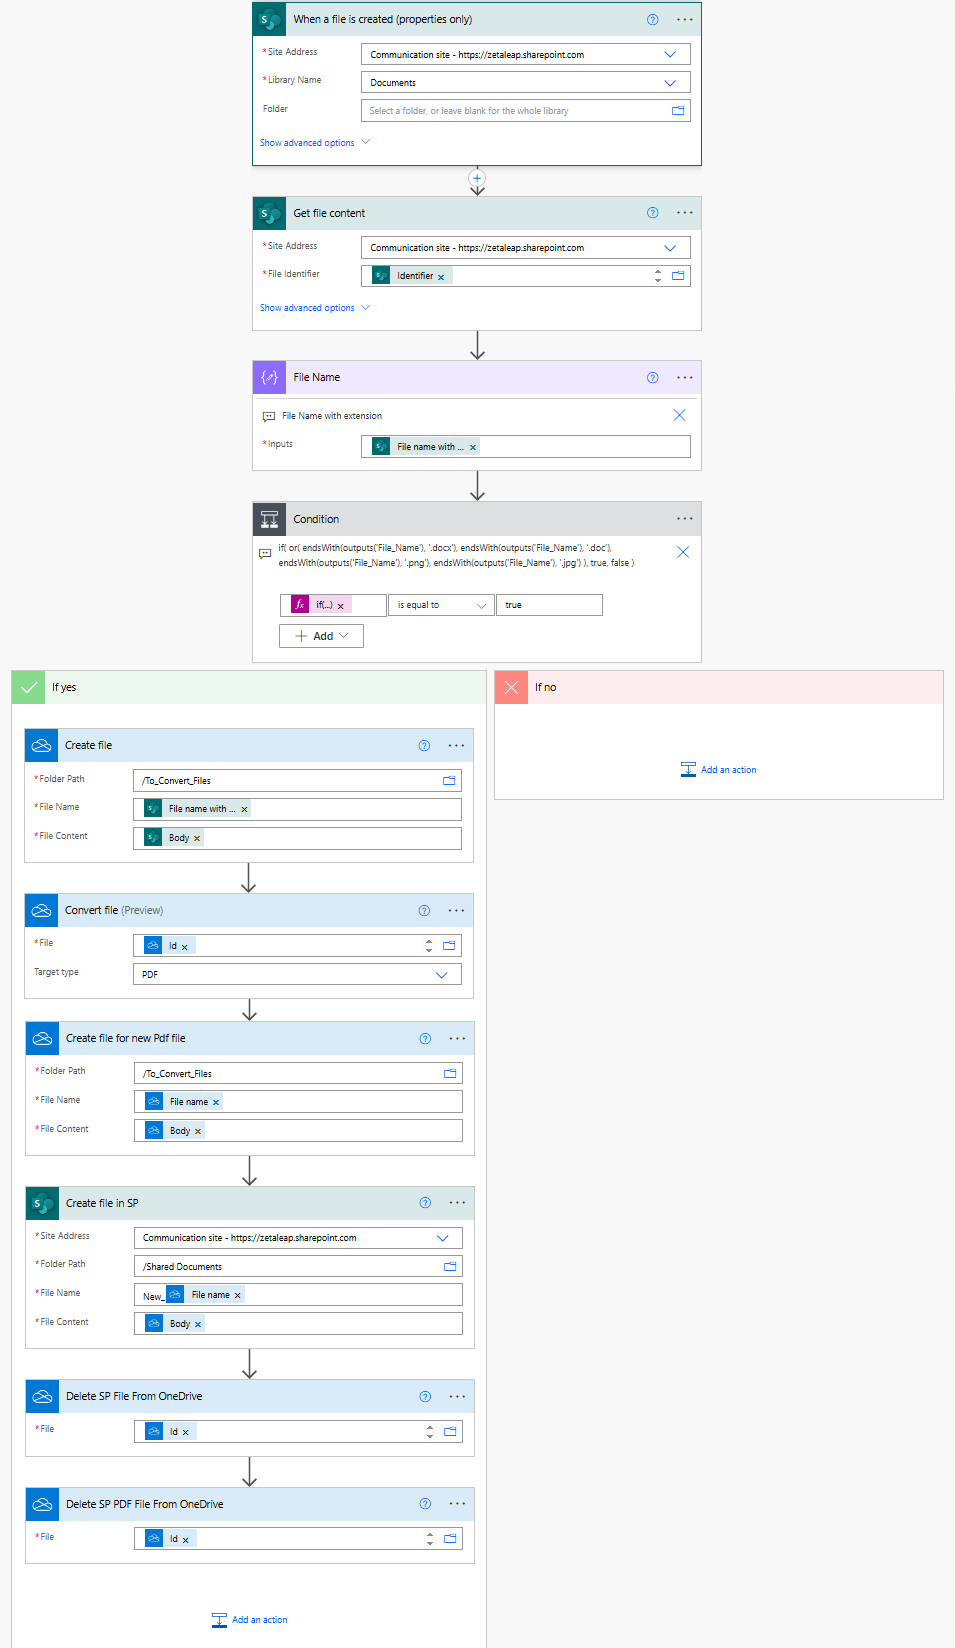 When a file is created (properties only)
* Site Address
Communication site - https://zetaleap.sharepoint.com
* Library Name
Documents
Folder
Select a folder, or leave blank for the whole library
Show advanced options
Get file content
* Site Address
Communication site - https://zetaleap.sharepoint.com
* File Identifier
Identifier ×
Show advanced options
File Name
File Name with extension
* Inputs
File name with ... ×
Condition
if( or( endsWith(outputs('File_Name'), '.docx'), endsWith(outputs('File_Name'), '.doc'),
endsWith(outputs('File_Name'), '.png'), endsWith(outputs('File_Name'), '.jpg') ), true, false )
fx if(...) ×
is equal to
true
Add
If yes
If no
Add an action
Create file
* Folder Path
/To_Convert_Files
* File Name
File name with ... ×
* File Content
Body ×
Convert file (Preview)
* File
Id ×
Target type
PDF
Create file for new Pdf file
* Folder Path
/To_Convert_Files
* File Name
File name ×
* File Content
Body ×
Create file in SP
* Site Address
Communication site - https://zetaleap.sharepoint.com
* Folder Path
/Shared Documents
* File Name
New_ File name ×
* File Content
Body ×
Delete SP File From OneDrive
* File
Id ×
Delete SP PDF File From OneDrive
* File
Id ×
Add an action